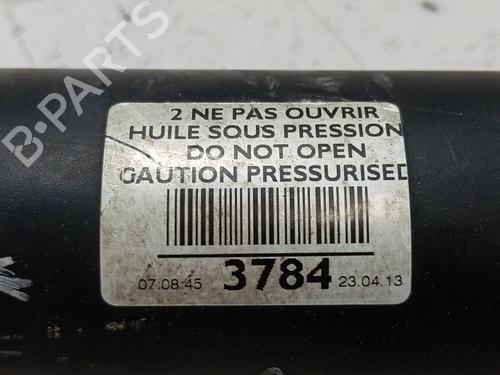 B-PARTS
2 NE PAS OUVRIR
HUILE SOUS PRESSION
DO NOT OPEN
CAUTION PRESSURISED
07:08:45 3784 23.04.13